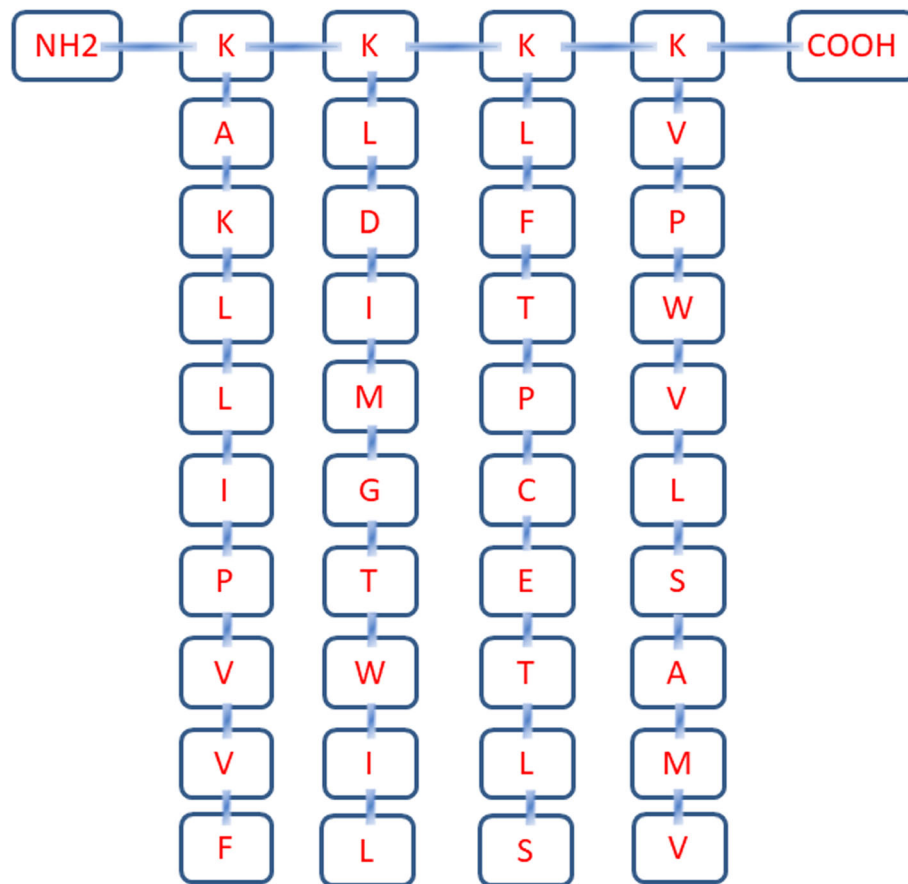 NH2 K K K K COOH
A L L V
K D F P
L I T W
L M P V
I G C L
P T E S
V W T A
V I L M
F L S V